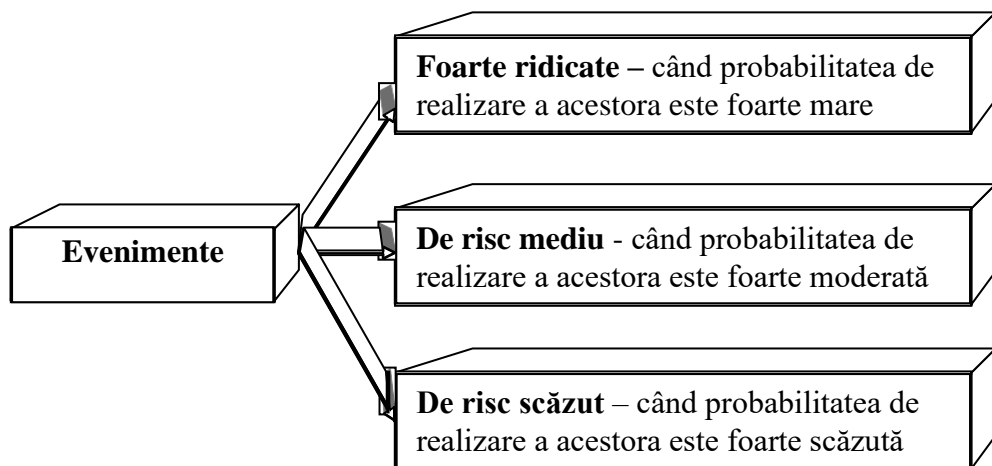 Foarte ridicate – când probabilitatea de
realizare a acestora este foarte mare
Evenimente
De risc mediu - când probabilitatea de
realizare a acestora este foarte moderată
De risc scăzut – când probabilitatea de
realizare a acestora este foarte scăzută